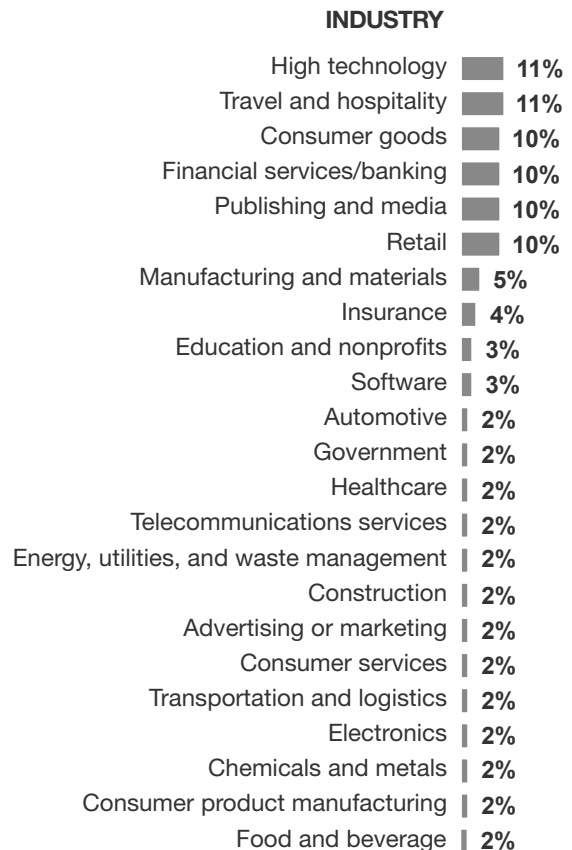 INDUSTRY
High technology 11%
Travel and hospitality 11%
Consumer goods 10%
Financial services/banking 10%
Publishing and media 10%
Retail 10%
Manufacturing and materials 5%
Insurance 4%
Education and nonprofits 3%
Software 3%
Automotive 2%
Government 2%
Healthcare 2%
Telecommunications services 2%
Energy, utilities, and waste management 2%
Construction 2%
Advertising or marketing 2%
Consumer services 2%
Transportation and logistics 2%
Electronics 2%
Chemicals and metals 2%
Consumer product manufacturing 2%
Food and beverage 2%